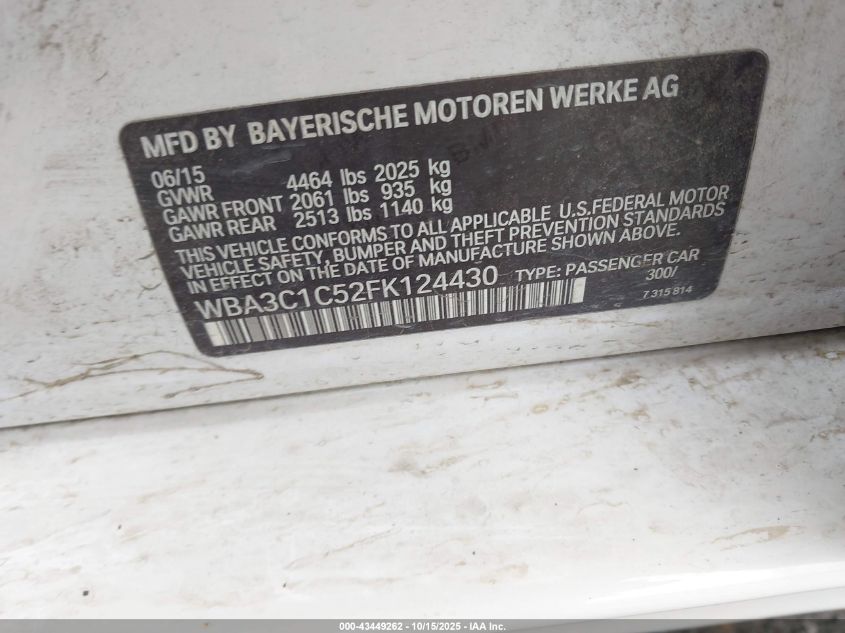 MFD BY BAYERISCHE MOTOREN WERKE AG
06/15
GVWR 4464 lbs 2025 kg
GAWR FRONT 2061 lbs 935 kg
GAWR REAR 2513 lbs 1140 kg
THIS VEHICLE CONFORMS TO ALL APPLICABLE U.S.FEDERAL MOTOR
VEHICLE SAFETY, BUMPER AND THEFT PREVENTION STANDARDS
IN EFFECT ON THE DATE OF MANUFACTURE SHOWN ABOVE.
WBA3C1C52FK124430 TYPE: PASSENGER CAR
300/
7 315 814
000-43449262 - 10/15/2025 - IAA Inc.